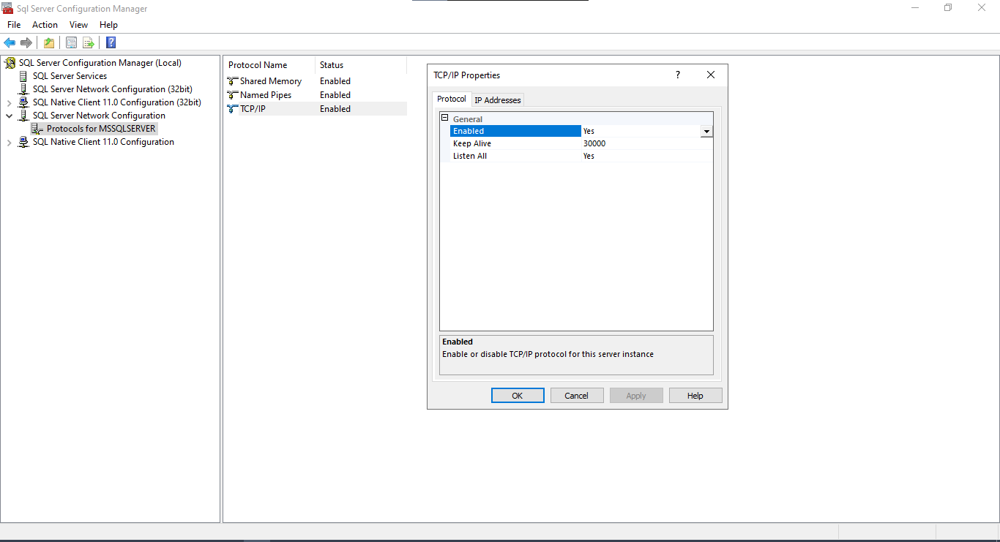 Sql Server Configuration Manager
File Action View Help
SQL Server Configuration Manager (Local)
SQL Server Services
SQL Server Network Configuration (32bit)
SQL Native Client 11.0 Configuration (32bit)
SQL Server Network Configuration
Protocols for MSSQLSERVER
SQL Native Client 11.0 Configuration
Protocol Name Status
Shared Memory Enabled
Named Pipes Enabled
TCP/IP Enabled
TCP/IP Properties ?
Protocol IP Addresses
General
Enabled Yes
Keep Alive 30000
Listen All Yes
Enabled
Enable or disable TCP/IP protocol for this server instance
OK Cancel Apply Help